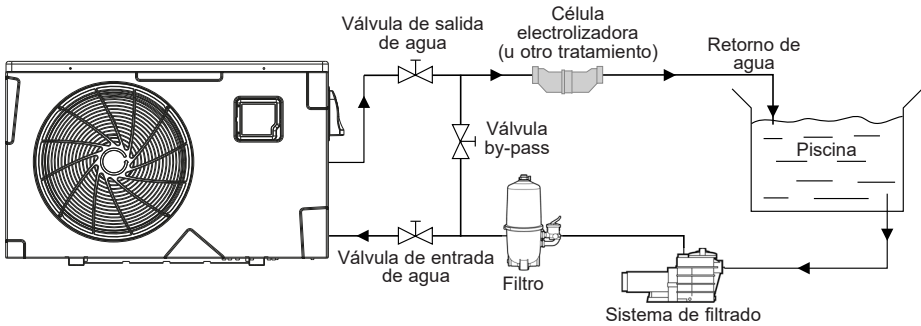 Válvula de salida
de agua
Célula
electrolizadora
(u otro tratamiento)
Retorno de
agua
Válvula
by-pass
Piscina
Válvula de entrada
de agua
Filtro
Sistema de filtrado